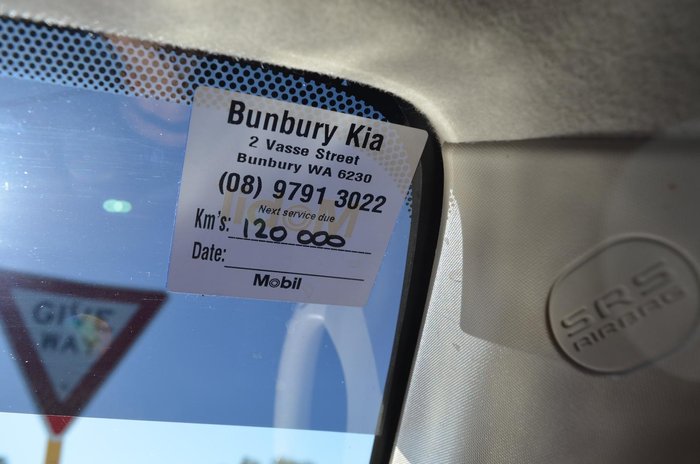 Bunbury Kia
2 Vasse Street
Bunbury WA 6230
(08) 9791 3022
Next service due
Km's: 120 000
Date:
Mobil
Mobil
GIVE
WAY
SRS
AIRBAG